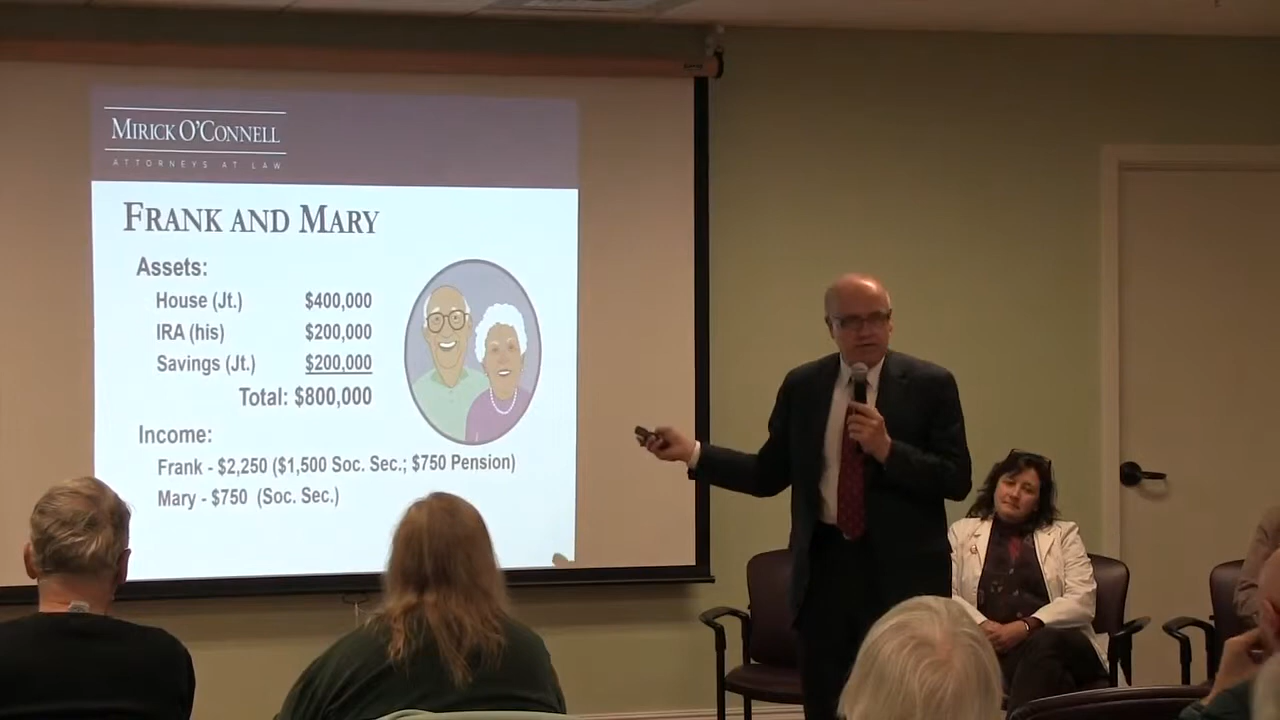 MIRICK O'CONNELL
ATTORNEYS AT LAW
FRANK AND MARY
Assets:
House (Jt.) $400,000
IRA (his) $200,000
Savings (Jt.) $200,000
Total: $800,000
Income:
Frank - $2,250 ($1,500 Soc. Sec.; $750 Pension)
Mary - $750 (Soc. Sec.)